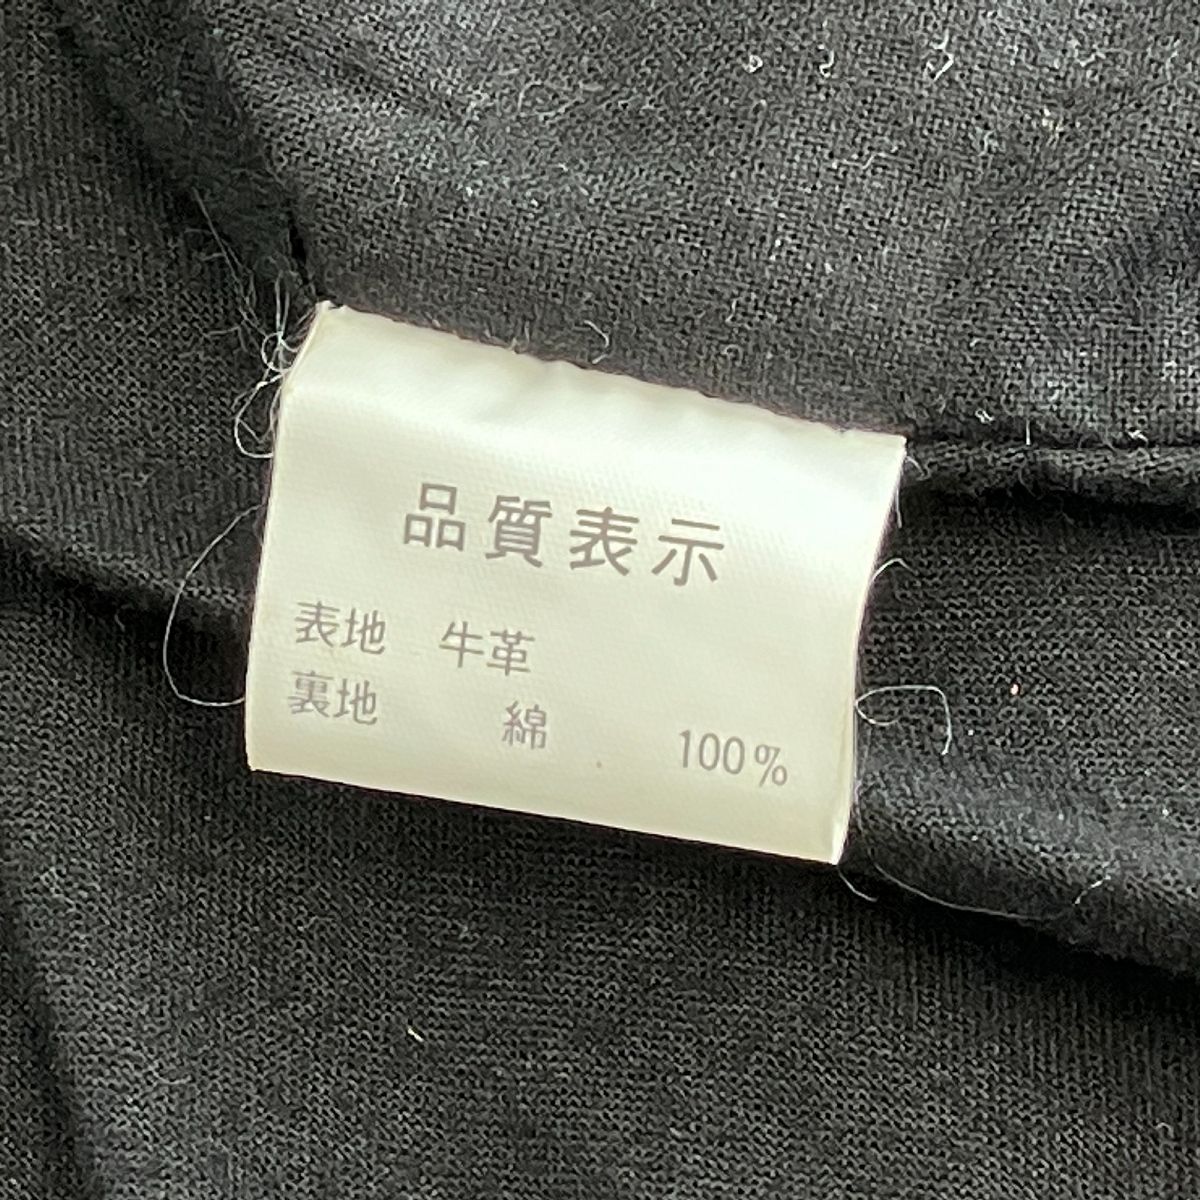 品質表示
表地 牛革
裏地 綿 100%